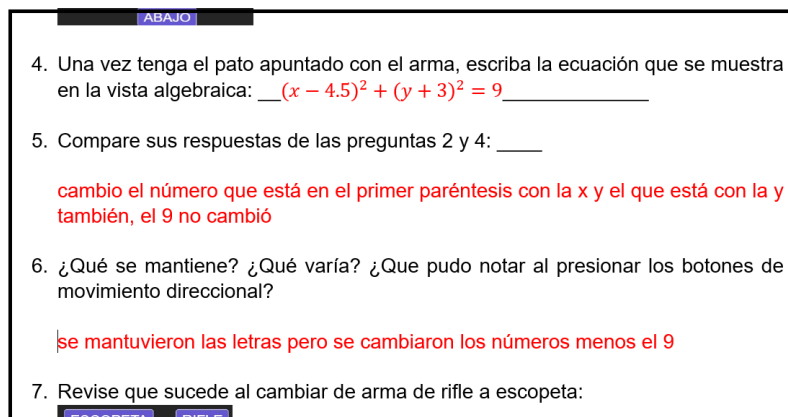 ABAJO
4. Una vez tenga el pato apuntado con el arma, escriba la ecuación que se muestra
en la vista algebraica: __(x − 4.5)² + (y + 3)² = 9______________
5. Compare sus respuestas de las preguntas 2 y 4: ____
cambio el número que está en el primer paréntesis con la x y el que está con la y
también, el 9 no cambió
6. ¿Qué se mantiene? ¿Qué varía? ¿Que pudo notar al presionar los botones de
movimiento direccional?
se mantuvieron las letras pero se cambiaron los números menos el 9
7. Revise que sucede al cambiar de arma de rifle a escopeta:
ESCOPETA RIFLE